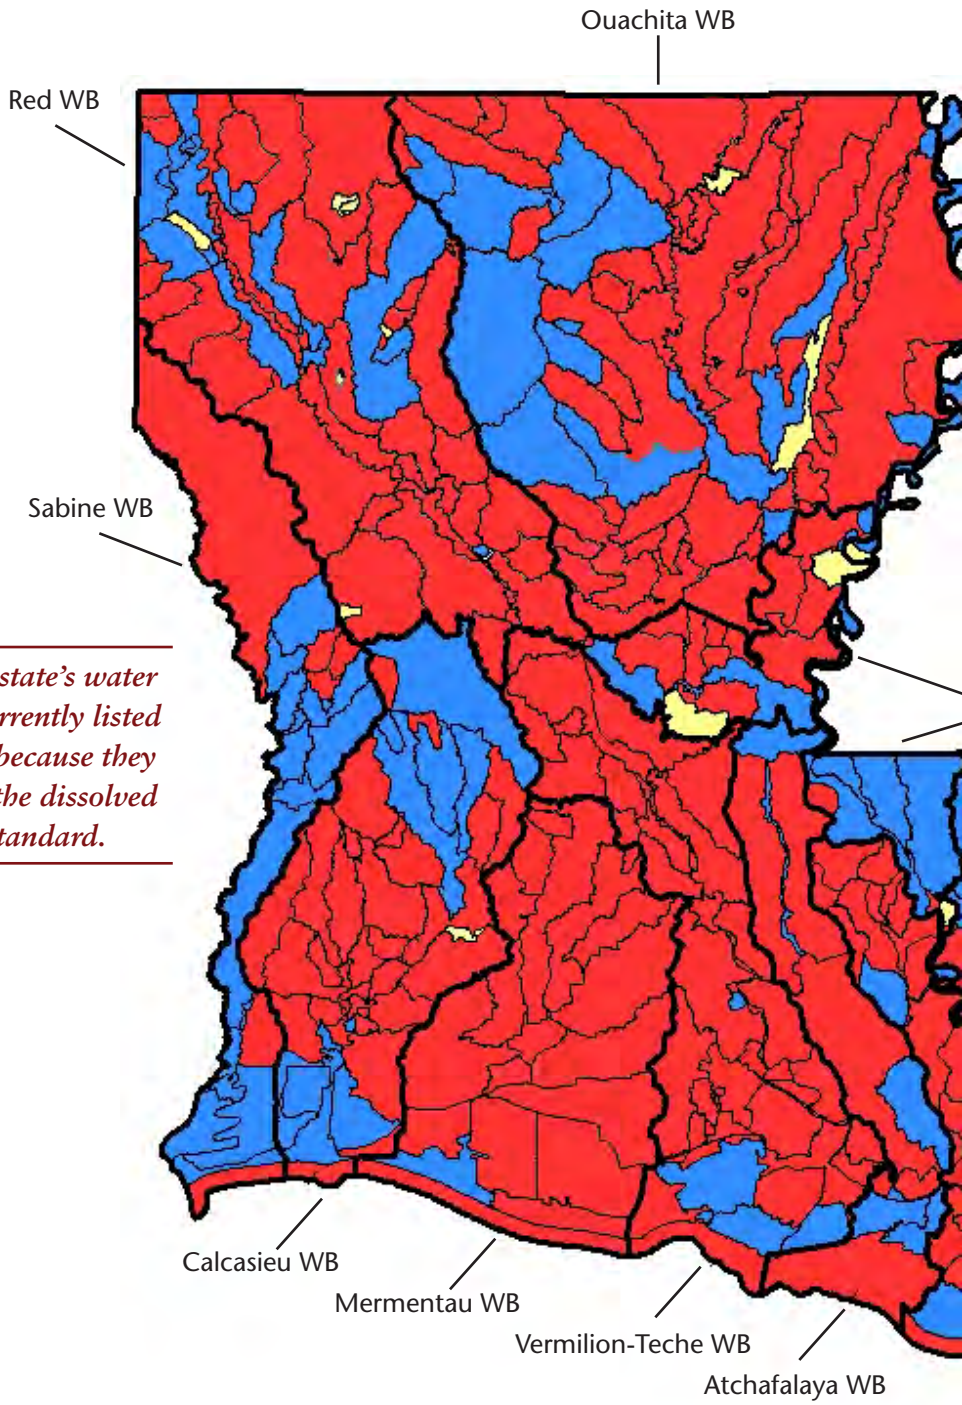 Ouachita WB
Red WB
Sabine WB
state’s water
rrently listed
because they
the dissolved
tandard.
Calcasieu WB
Mermentau WB
Vermilion-Teche WB
Atchafalaya WB